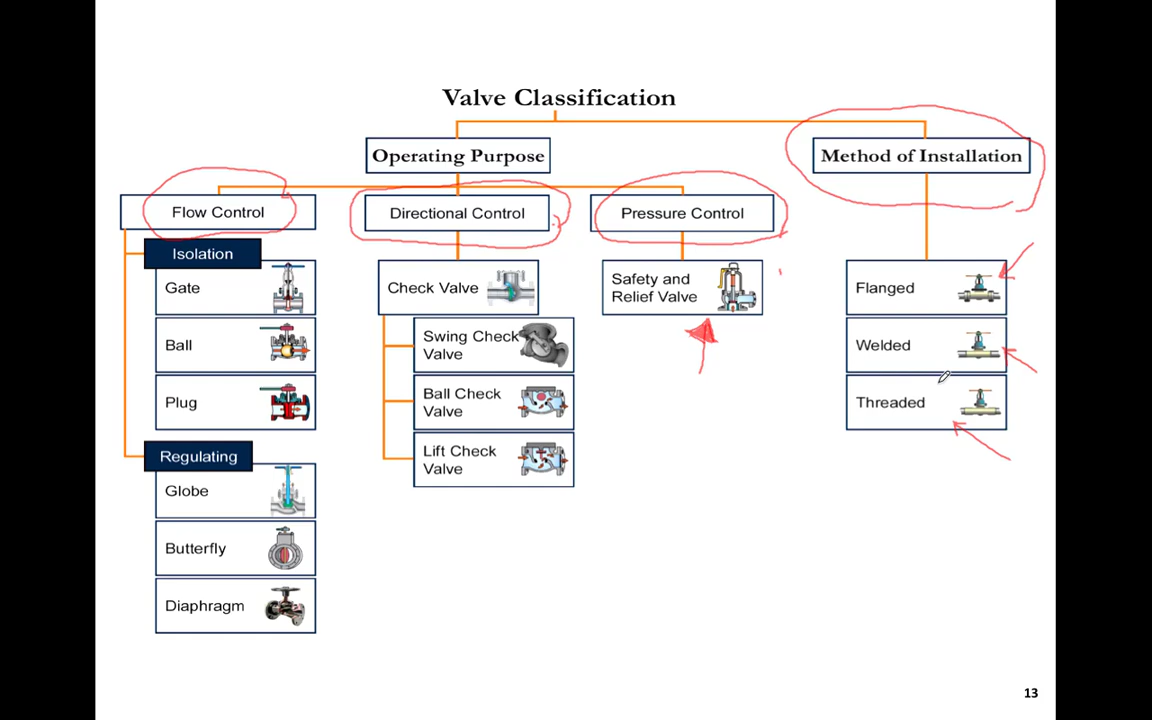 Valve Classification
Operating Purpose
Method of Installation
Flow Control
Directional Control
Pressure Control
Isolation
Gate
Ball
Plug
Regulating
Globe
Butterfly
Diaphragm
Check Valve
Swing Check
Valve
Ball Check
Valve
Lift Check
Valve
Safety and
Relief Valve
Flanged
Welded
Threaded
13